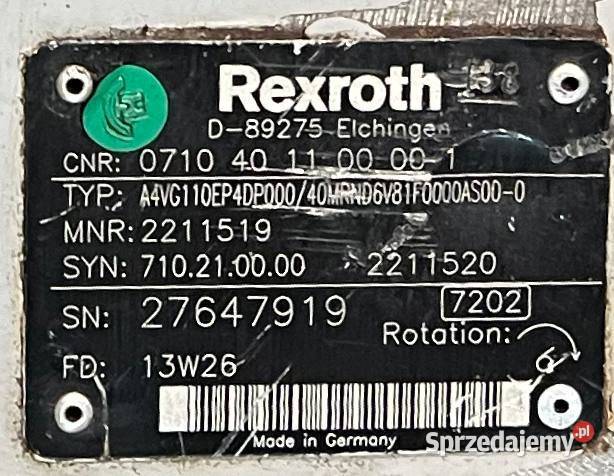 Rexroth
D-89275 Elchingen
CNR: 0710 40 11 00 00 1
TYP: A4VG110EP4DP000/40MRND6V81F0000AS00-0
MNR: 2211519
SYN: 710.21.00.00 2211520
SN: 27647919 7202
Rotation:
FD: 13W26
Made in Germany
Sprzedajemy.pl